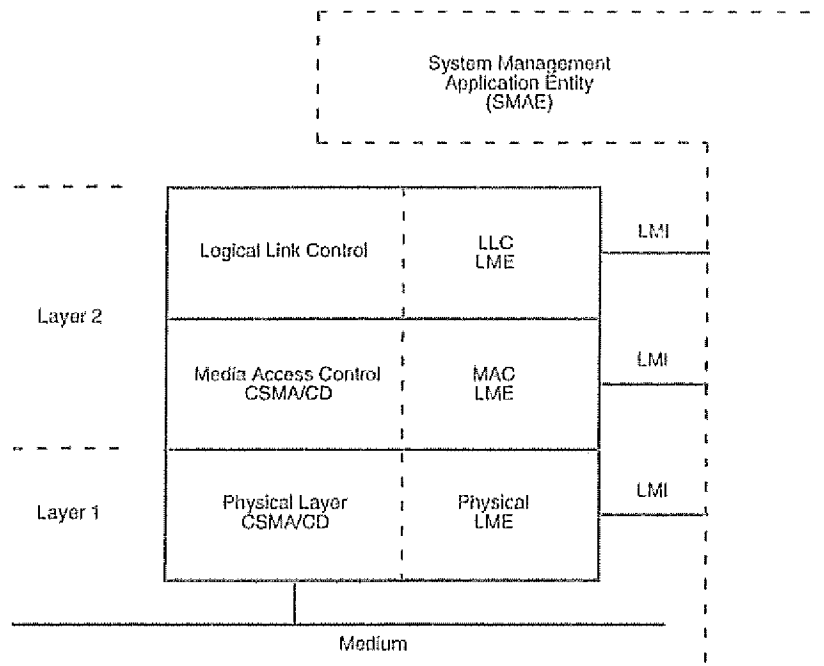 System Management
Application Entity
(SMAE)
Logical Link Control
LLC
LME
LMI
Layer 2
Media Access Control
CSMA/CD
MAC
LME
LMI
Layer 1
Physical Layer
CSMA/CD
Physical
LME
LMI
Medium